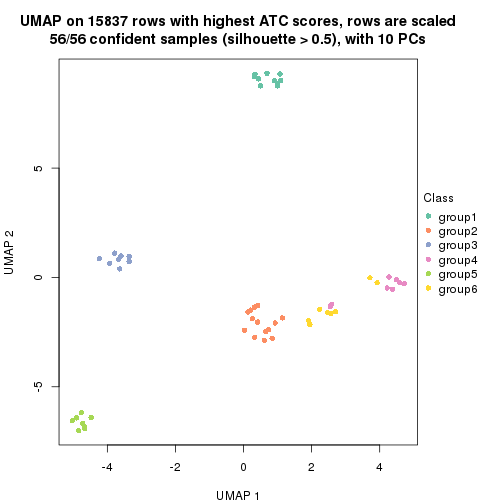 UMAP on 15837 rows with highest ATC scores, rows are scaled
56/56 confident samples (silhouette > 0.5), with 10 PCs
5
0
-5
UMAP 2
-4
-2
0
2
4
UMAP 1
Class
group1
group2
group3
group4
group5
group6